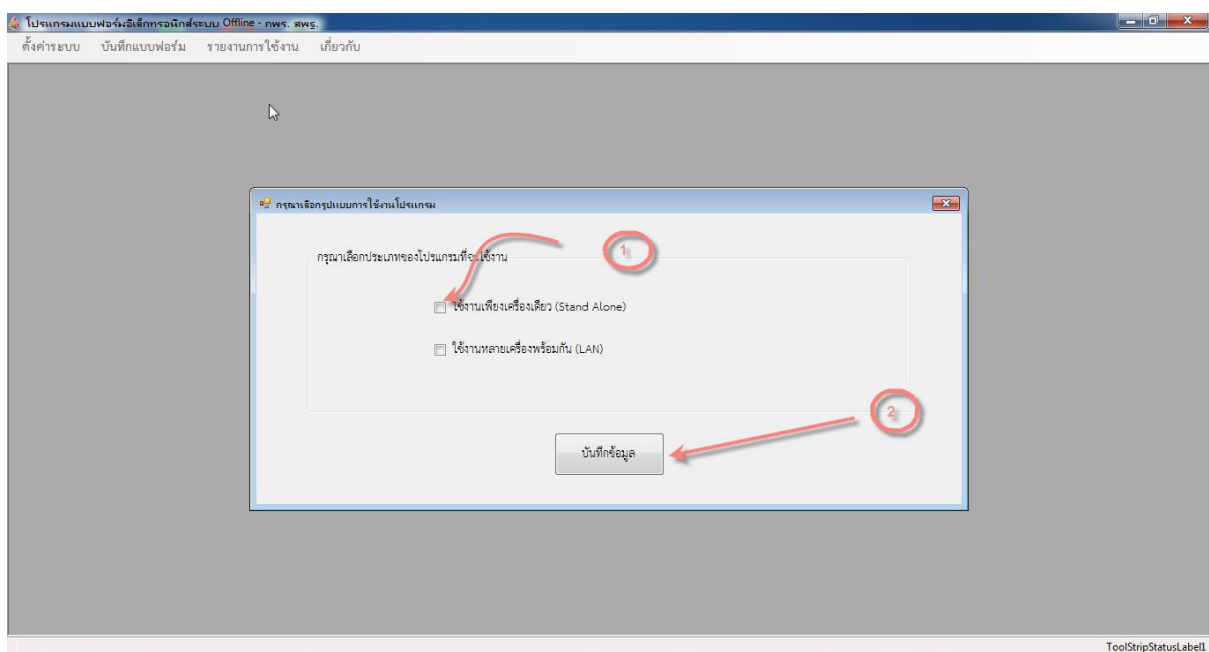 โปรแกรมแบบฟอร์มอิเล็กทรอนิกส์ระบบ Offline - กพร. สพฐ.
ตั้งค่าระบบ บันทึกแบบฟอร์ม รายงานการใช้งาน เกี่ยวกับ
กรุณาเลือกรูปแบบการใช้งานโปรแกรม
1
กรุณาเลือกประเภทของโปรแกรมที่จะใช้งาน
ใช้งานเพียงเครื่องเดียว (Stand Alone)
ใช้งานหลายเครื่องพร้อมกัน (LAN)
2
บันทึกข้อมูล
ToolStripStatusLabel1